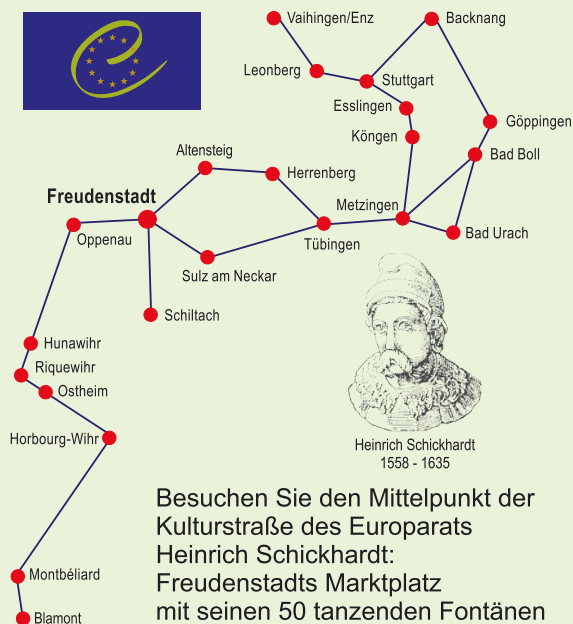 Vaihingen/Enz
Backnang
Leonberg
Stuttgart
Esslingen
Göppingen
Köngen
Bad Boll
Altensteig
Herrenberg
Freudenstadt
Metzingen
Oppenau
Tübingen
Bad Urach
Sulz am Neckar
Schiltach
Hunawihr
Riquewihr
Ostheim
Horbourg-Wihr
Heinrich Schickhardt
1558 - 1635
Besuchen Sie den Mittelpunkt der
Kulturstraße des Europarats
Heinrich Schickhardt:
Freudenstadts Marktplatz
mit seinen 50 tanzenden Fontänen
Montbéliard
Blamont